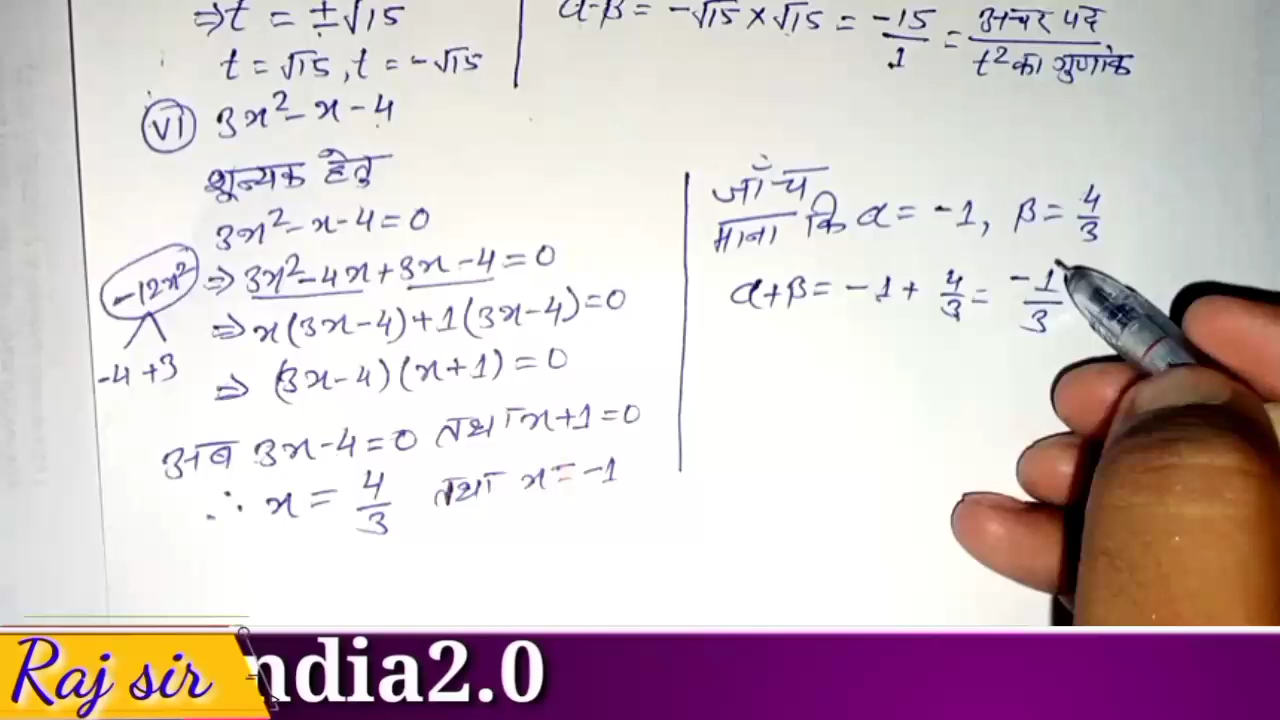 ⇒t = ±√15
t = √15, t = -√15
α·β = -√15 × √15 = -15/1 = अचर पद / t² का गुणांक
(vi) 3x² - x - 4
शून्यक हेतु
3x² - x - 4 = 0
⇒ 3x² - 4x + 3x - 4 = 0
-12x²
-4 +3
⇒ x(3x-4)+1(3x-4)=0
⇒ (3x-4)(x+1)=0
अब 3x-4=0 तथा x+1=0
∴ x = 4/3 तथा x = -1
जाँच
माना कि α = -1, β = 4/3
α+β = -1 + 4/3 = -1/3
Raj sir
ndia2.0